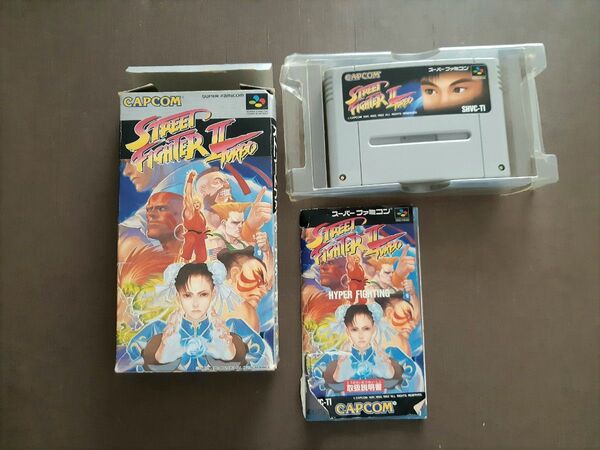 CAPCOM
SUPER FAMICOM
STREET
FIGHTER II
TURBO
CAPCOM
スーパーファミコン
STREET
FIGHTER II
TURBO
SHVC-TI
スーパーファミコン
STREET
FIGHTER II
TURBO
HYPER FIGHTING
取扱説明書
CAPCOM